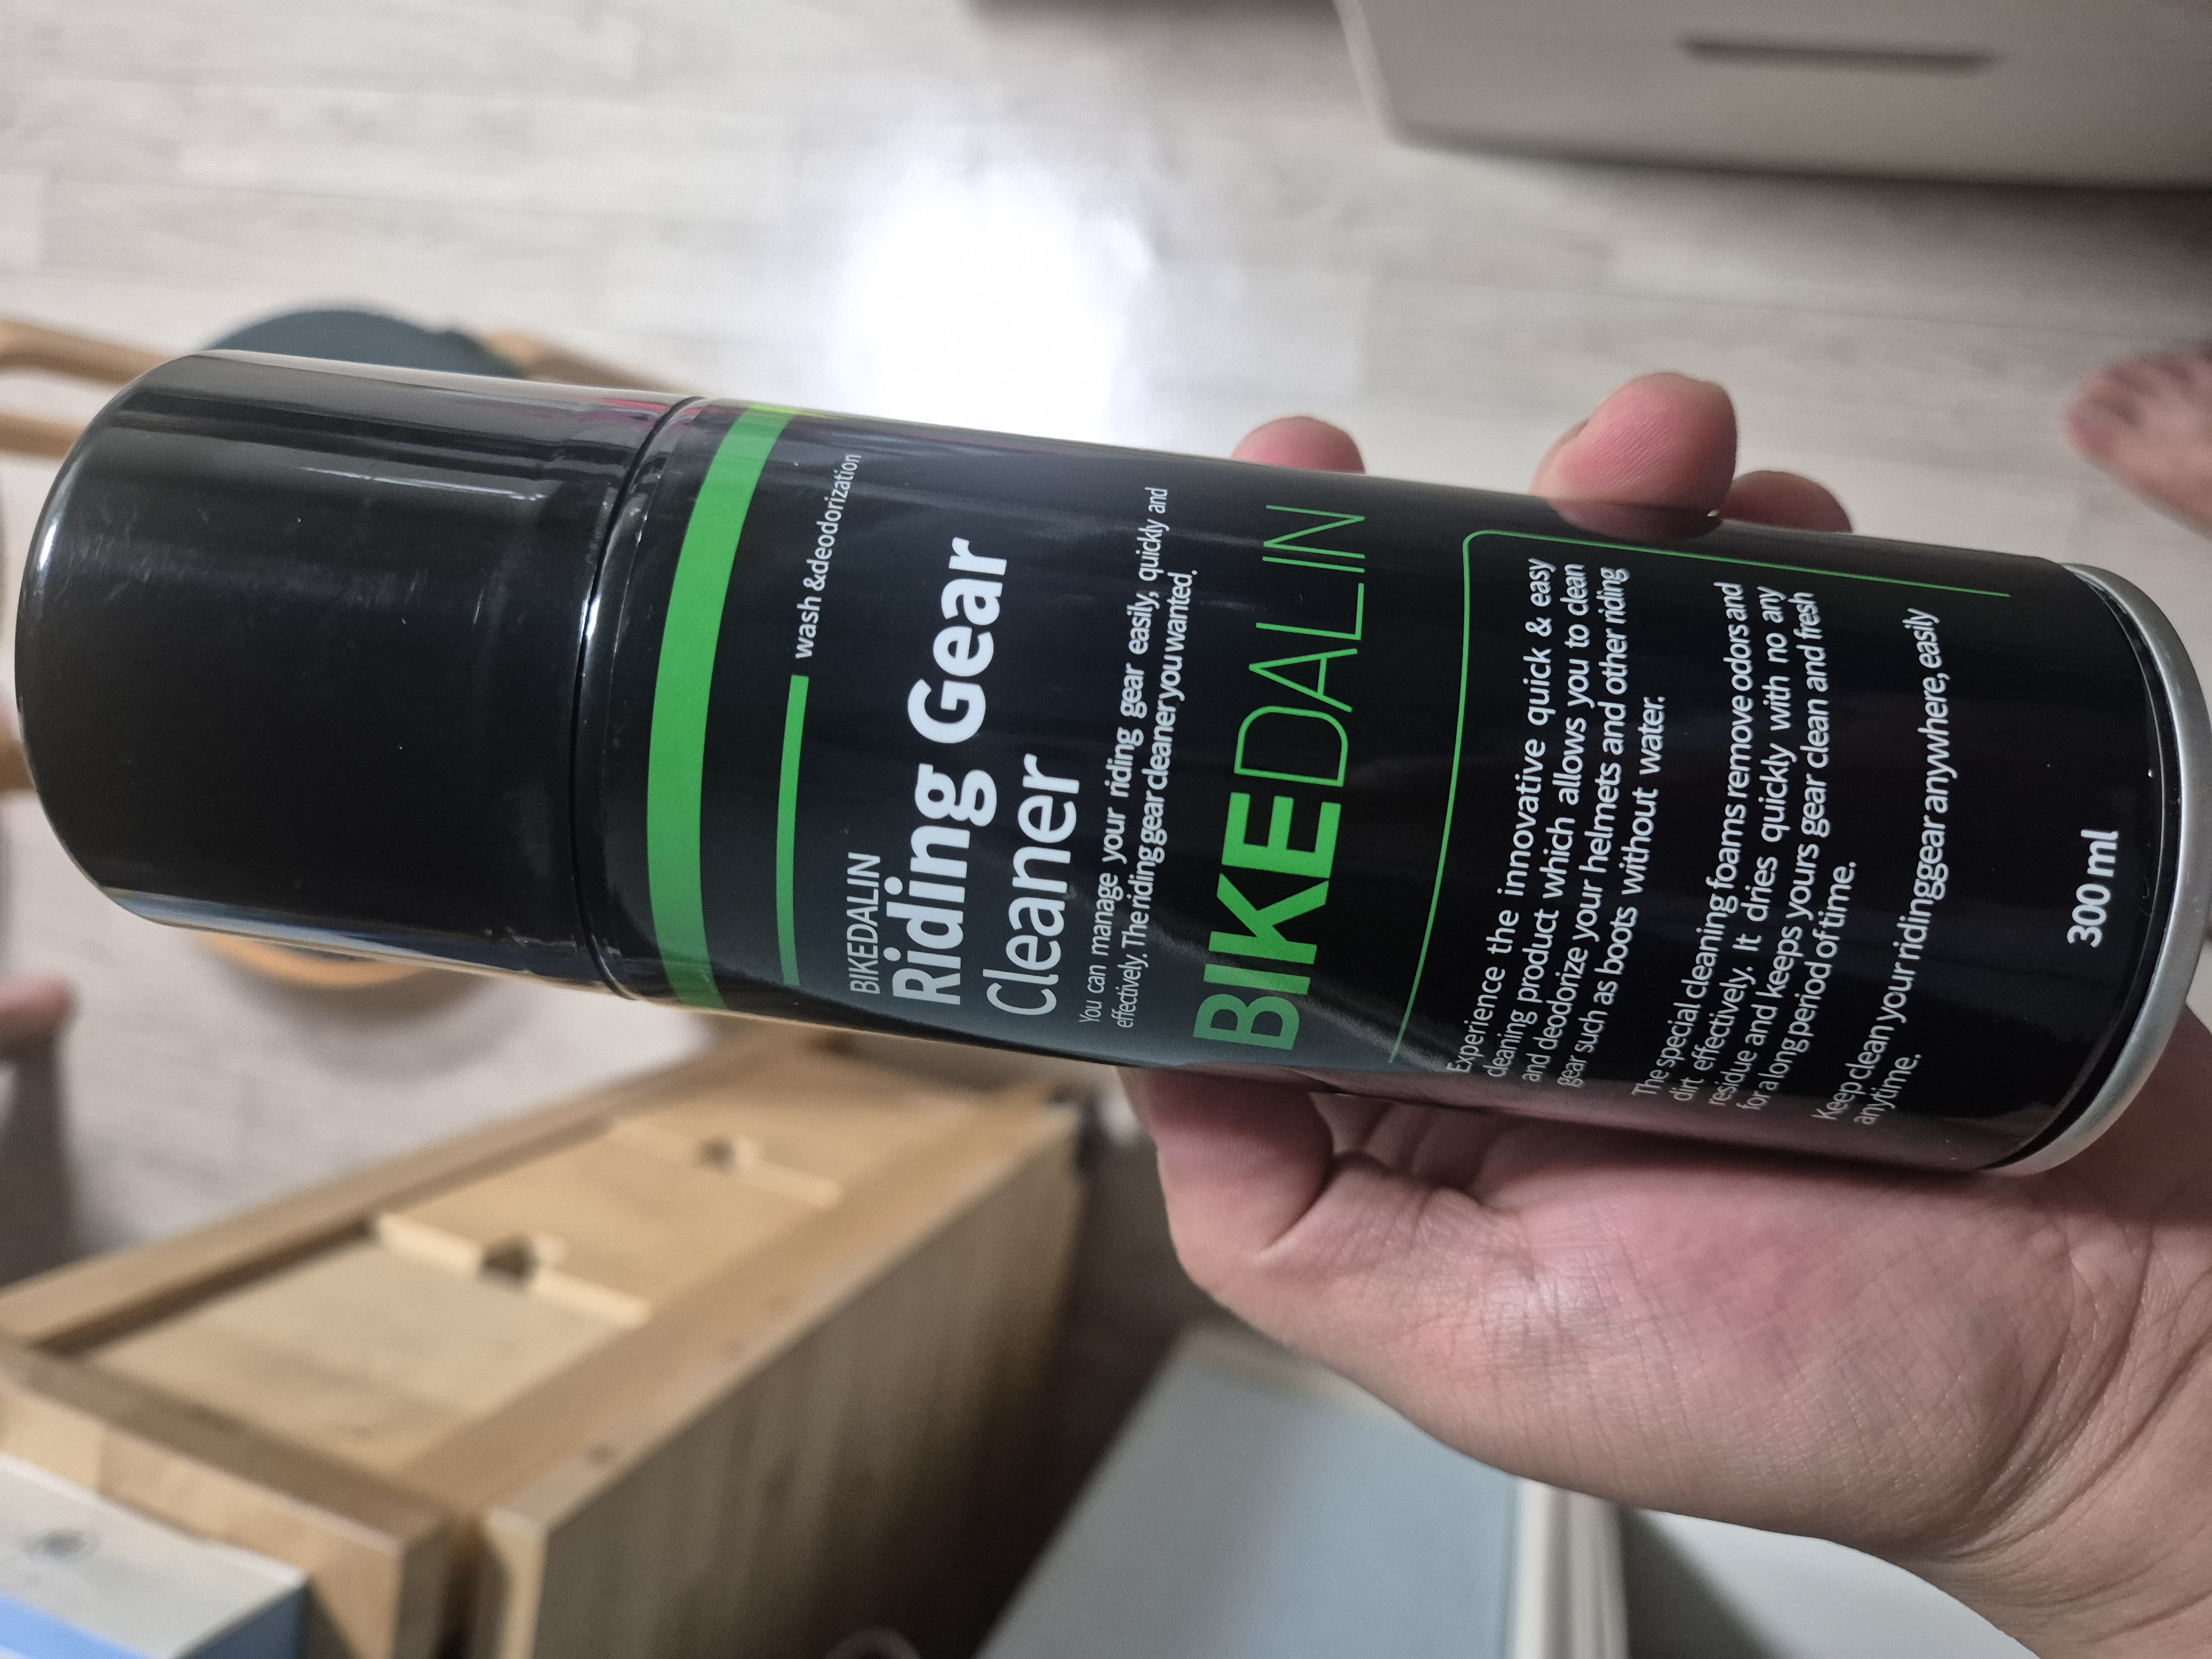 wash &deodorization
BIKEDALIN
Riding Gear
Cleaner
You can manage your riding gear easily, quickly and
effectively. The riding gear cleaner you wanted.
BIKEDALIN
Experience the innovative quick & easy
cleaning product which allows you to clean
and deodorize your helmets and other riding
gear such as boots without water.
The special cleaning foams remove odors and
dirt effectively. It dries quickly with no any
residue and keeps yours gear clean and fresh
for a long period of time.
Keep clean your ridinggear anywhere, easily
anytime.
300 ml